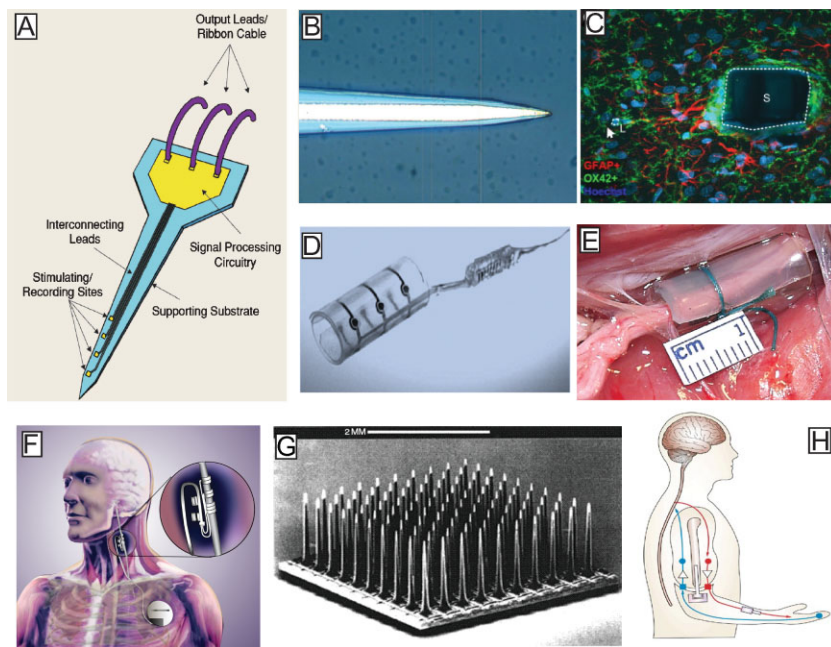 A
Output Leads/
Ribbon Cable
Interconnecting
Leads
Signal Processing
Circuitry
Stimulating/
Recording Sites
Supporting Substrate
B
C
S
L
GFAP+
OX42+
Hoecost
D
E
cm 1
F
G
2 MM
H